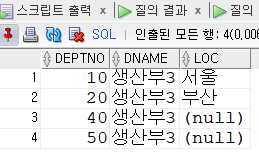 스크립트 출력 × 질의 결과 × 질의
SQL | 인출된 모든 행: 4(0,006
DEPTNO DNAME LOC
1 10 생산부3 서울
2 20 생산부3 부산
3 40 생산부3 (null)
4 50 생산부3 (null)